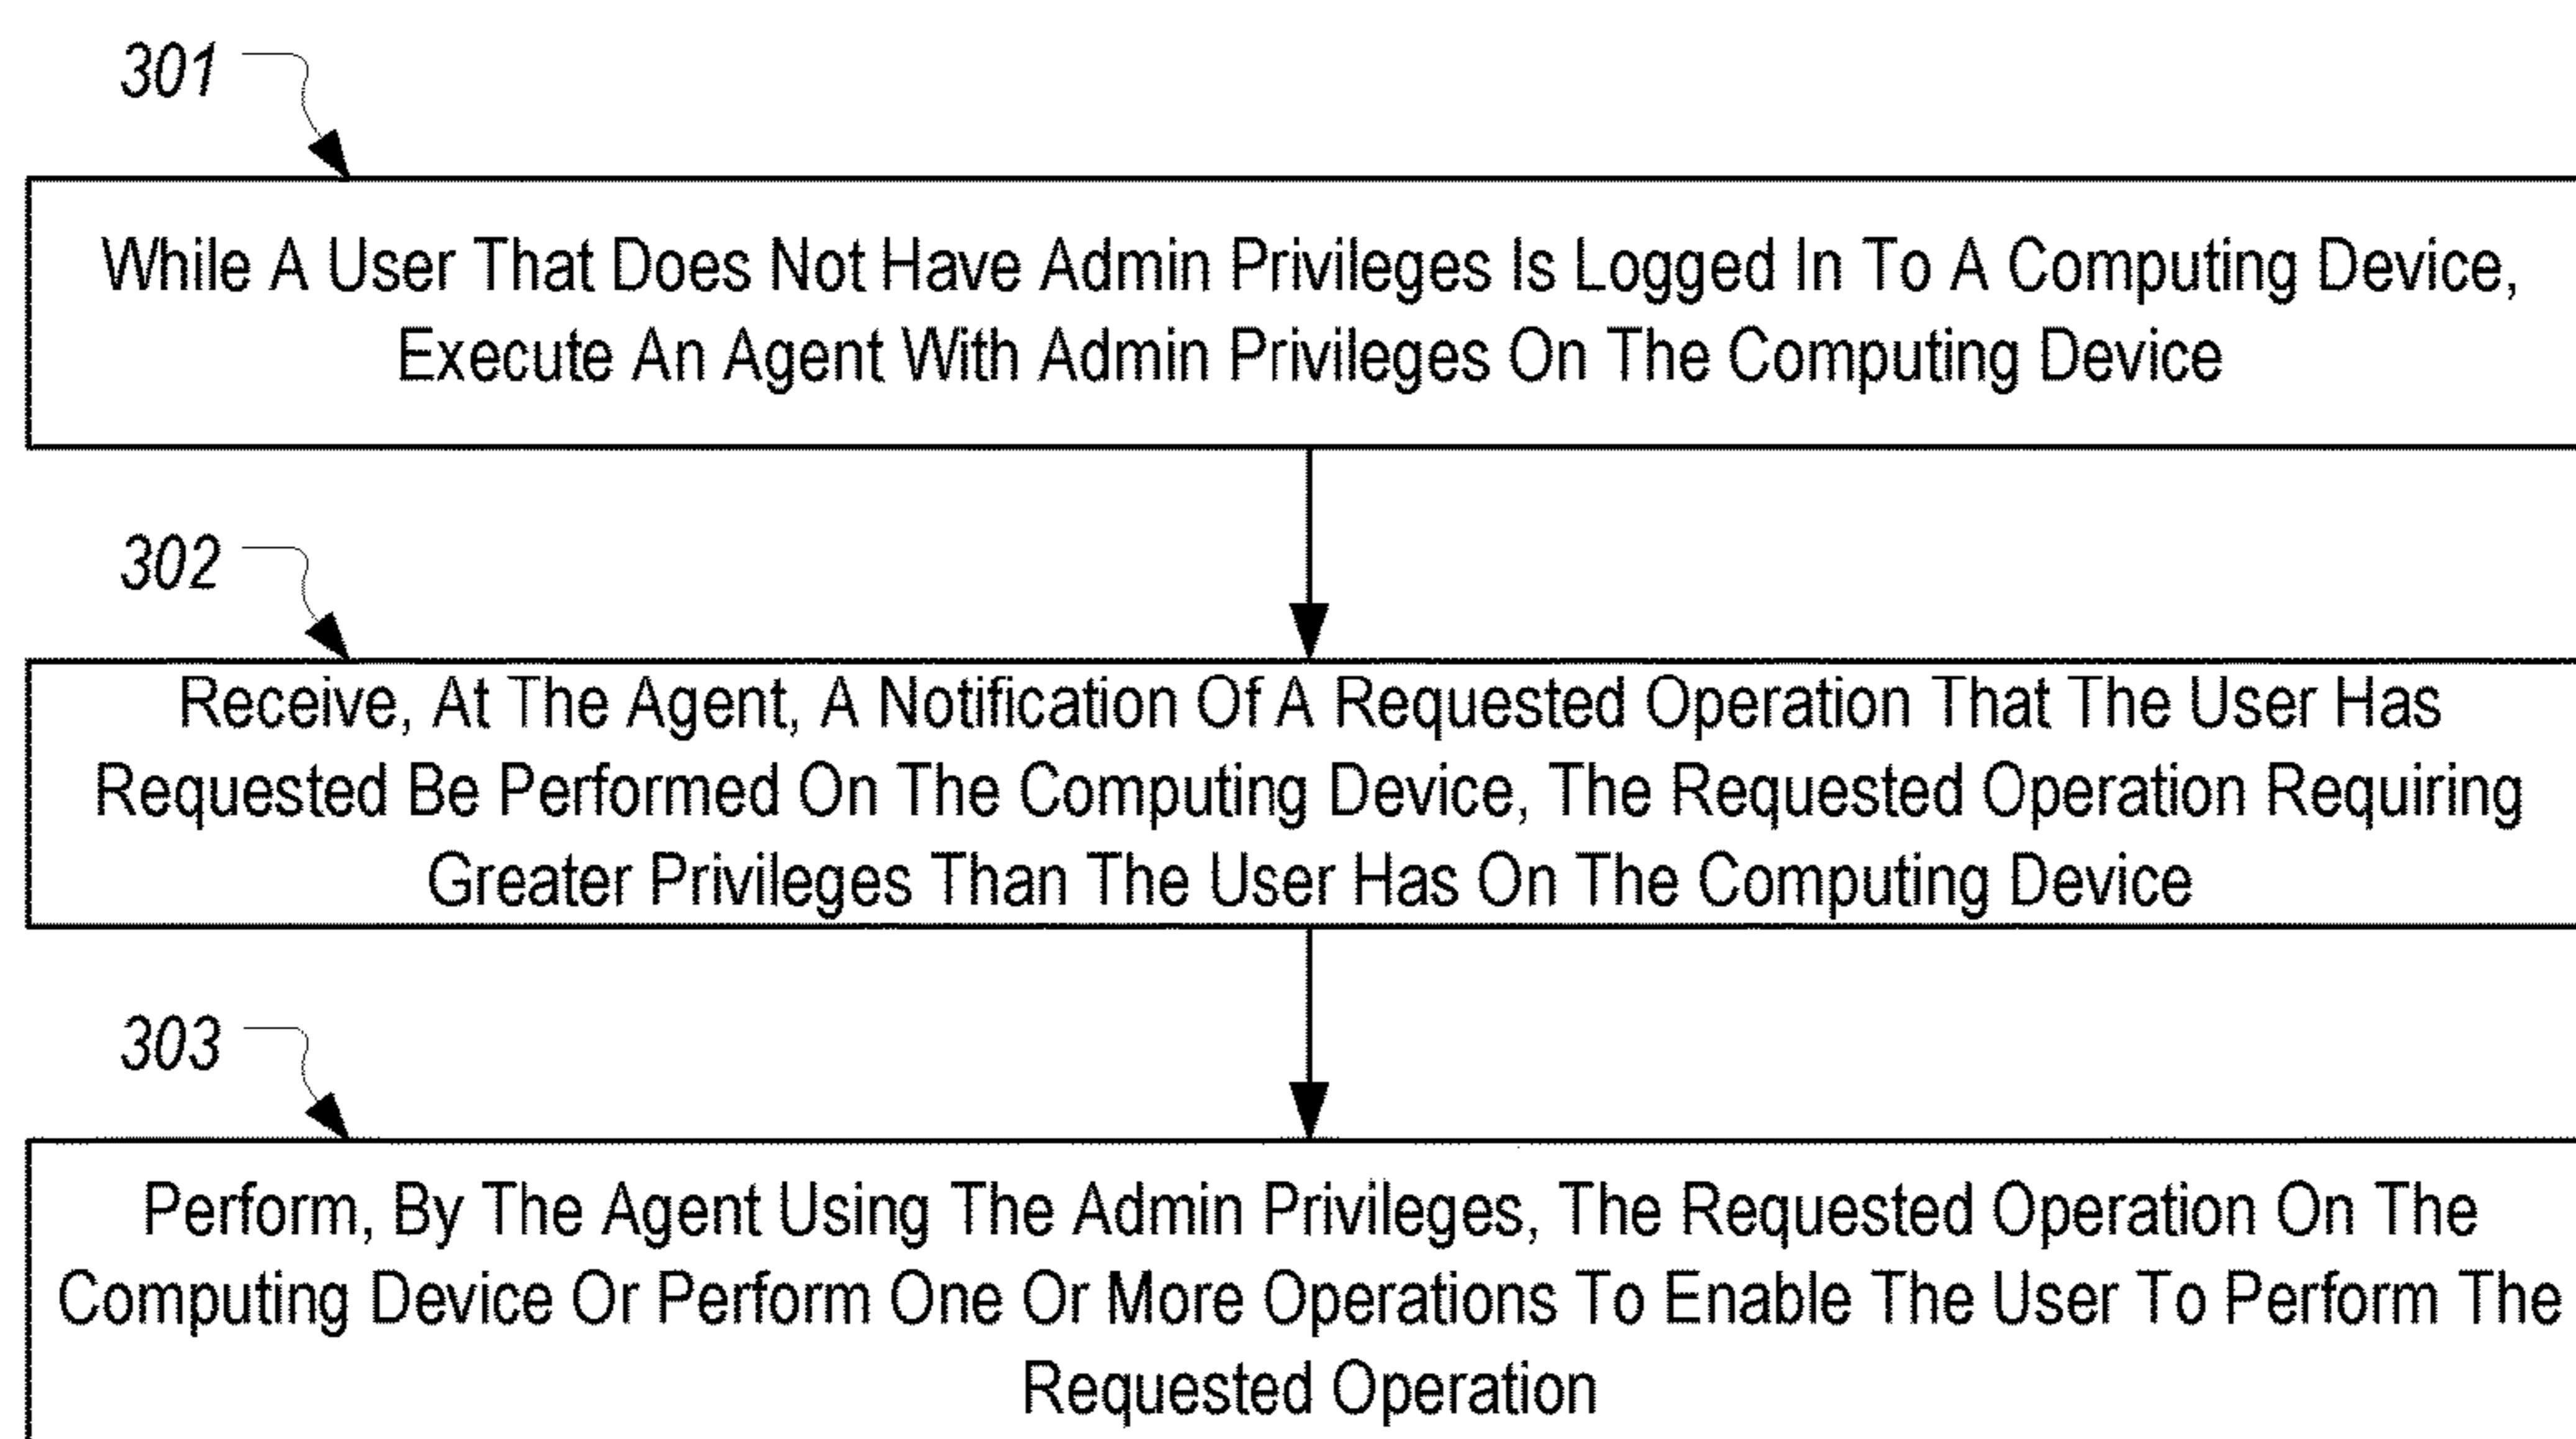 301
While A User That Does Not Have Admin Privileges Is Logged In To A Computing Device,
Execute An Agent With Admin Privileges On The Computing Device
302
Receive, At The Agent, A Notification Of A Requested Operation That The User Has
Requested Be Performed On The Computing Device, The Requested Operation Requiring
Greater Privileges Than The User Has On The Computing Device
303
Perform, By The Agent Using The Admin Privileges, The Requested Operation On The
Computing Device Or Perform One Or More Operations To Enable The User To Perform The
Requested Operation